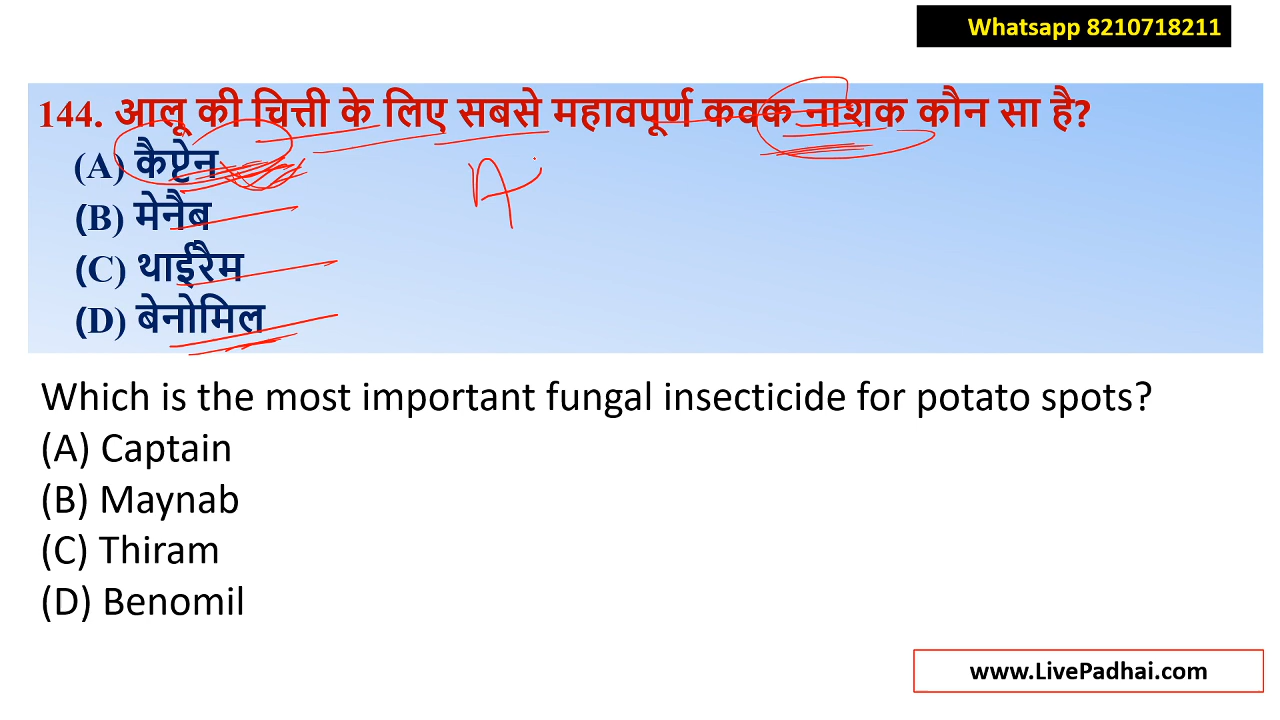 Whatsapp 8210718211
144. आलू की चित्ती के लिए सबसे महावपूर्ण कवक नाशक कौन सा है?
(A) कैप्टेन
(B) मेनैब
(C) थाईरैम
(D) बेनोमिल
Which is the most important fungal insecticide for potato spots?
(A) Captain
(B) Maynab
(C) Thiram
(D) Benomil
www.LivePadhai.com